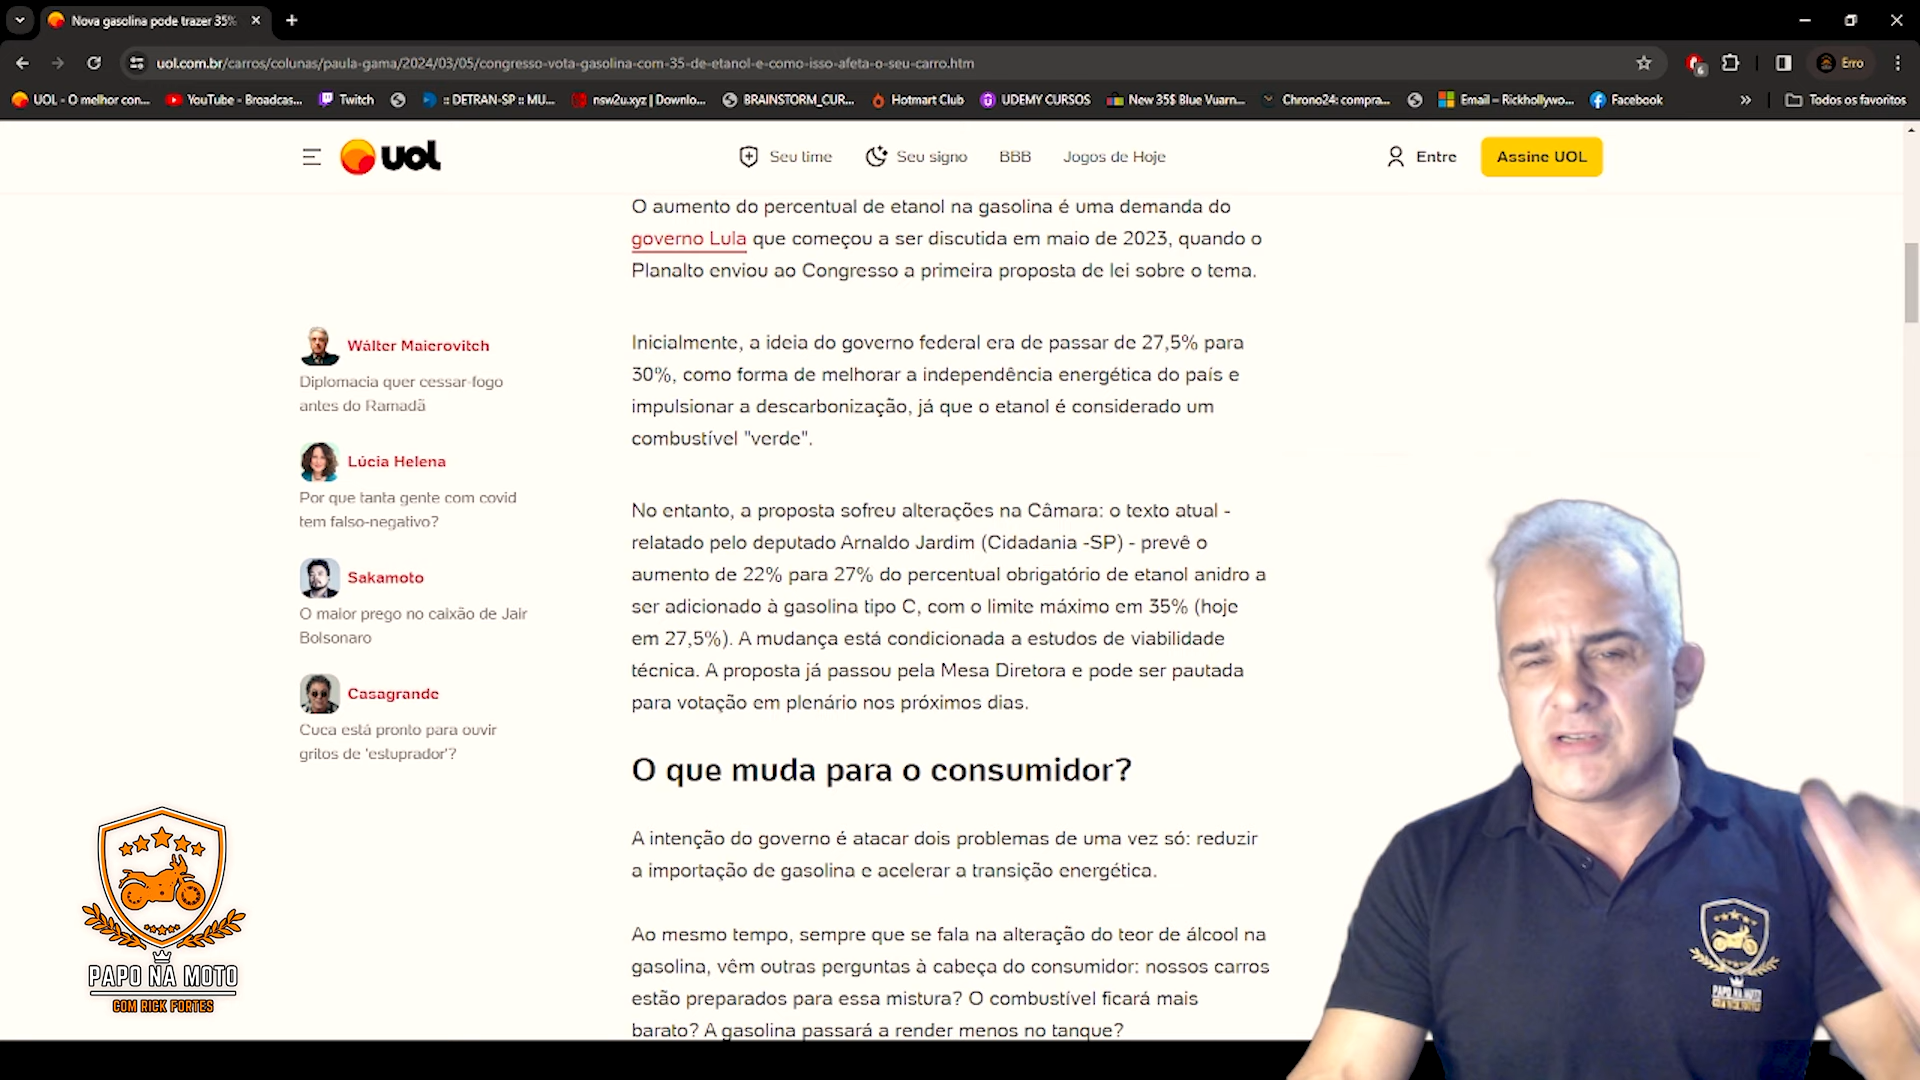 Nova gasolina pode trazer 35%
uol.com.br/carros/colunas/paula-gama/2024/03/05/congresso-vota-gasolina-com-35-de-etanol-e-como-isso-afeta-o-seu-carro.htm
6
Erro
UOL - O melhor con...
YouTube - Broadcas...
Twitch
:: DETRAN-SP :: MU...
nsw2u.xyz | Downlo...
BRAINSTORM_CUR...
Hotmart Club
UDEMY CURSOS
New 35$ Blue Vuarn...
Chrono24: compra...
Email – Rickhollywo...
Facebook
»
Todos os favoritos
UOL
Seu time
Seu signo
BBB
Jogos de Hoje
Entre
Assine UOL
O aumento do percentual de etanol na gasolina é uma demanda do
governo Lula que começou a ser discutida em maio de 2023, quando o
Planalto enviou ao Congresso a primeira proposta de lei sobre o tema.
Inicialmente, a ideia do governo federal era de passar de 27,5% para
30%, como forma de melhorar a independência energética do país e
impulsionar a descarbonização, já que o etanol é considerado um
combustível "verde".
No entanto, a proposta sofreu alterações na Câmara: o texto atual -
relatado pelo deputado Arnaldo Jardim (Cidadania -SP) - prevê o
aumento de 22% para 27% do percentual obrigatório de etanol anidro a
ser adicionado à gasolina tipo C, com o limite máximo em 35% (hoje
em 27,5%). A mudança está condicionada a estudos de viabilidade
técnica. A proposta já passou pela Mesa Diretora e pode ser pautada
para votação em plenário nos próximos dias.
O que muda para o consumidor?
A intenção do governo é atacar dois problemas de uma vez só: reduzir
a importação de gasolina e acelerar a transição energética.
Ao mesmo tempo, sempre que se fala na alteração do teor de álcool na
gasolina, vêm outras perguntas à cabeça do consumidor: nossos carros
estão preparados para essa mistura? O combustível ficará mais
barato? A gasolina passará a render menos no tanque?
Wálter Maierovitch
Diplomacia quer cessar-fogo
antes do Ramadã
Lúcia Helena
Por que tanta gente com covid
tem falso-negativo?
Sakamoto
O maior prego no caixão de Jair
Bolsonaro
Casagrande
Cuca está pronto para ouvir
gritos de 'estuprador'?
PAPO NA MOTO
COM RICK FORTES
PAPO NA MOTO